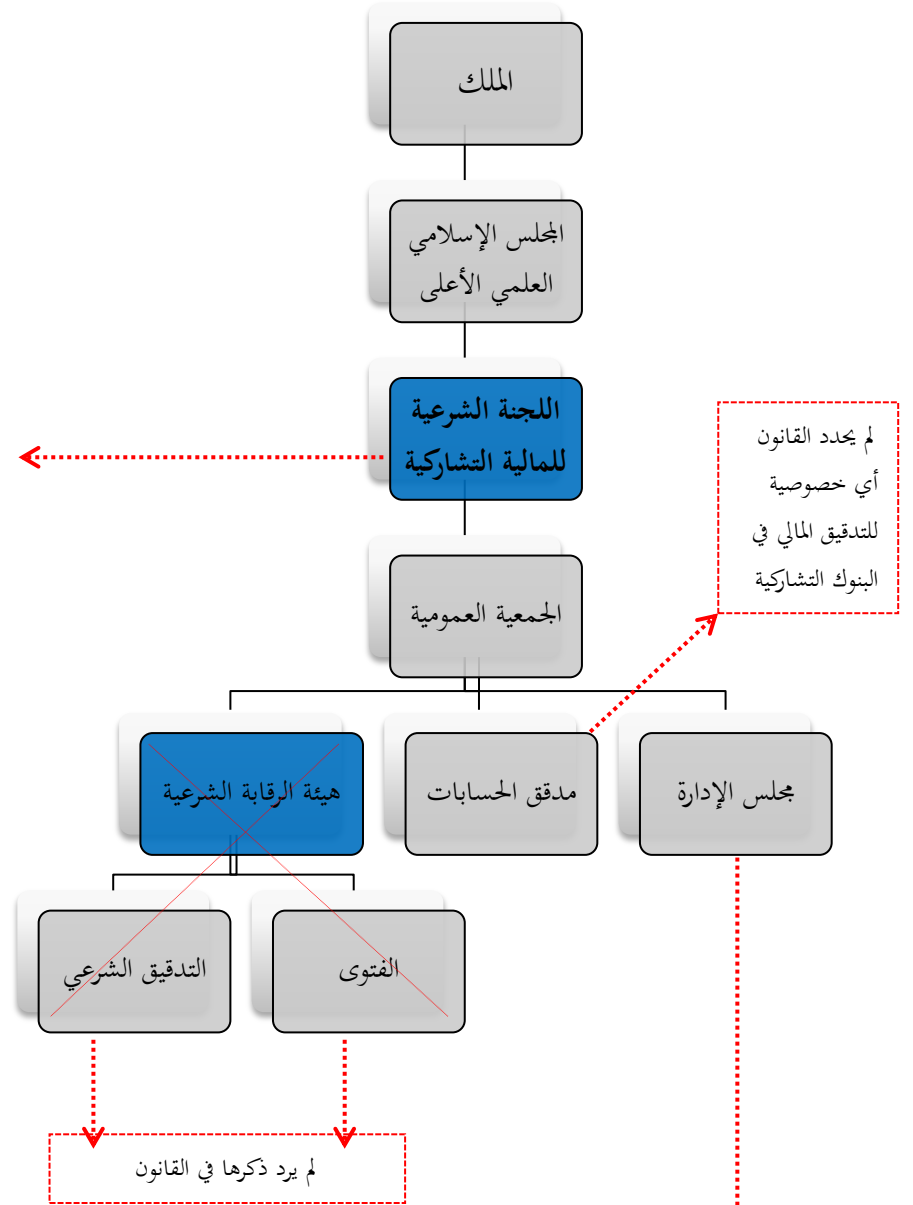 الملك
المجلس الإسلامي
العلمي الأعلى
اللجنة الشرعية
للمالية التشاركية
لم يحدد القانون
أي خصوصية
للتدقيق المالي في
البنوك التشاركية
الجمعية العمومية
مجلس الإدارة
مدقق الحسابات
هيئة الرقابة الشرعية
الفتوى
التدقيق الشرعي
لم يرد ذكرها في القانون